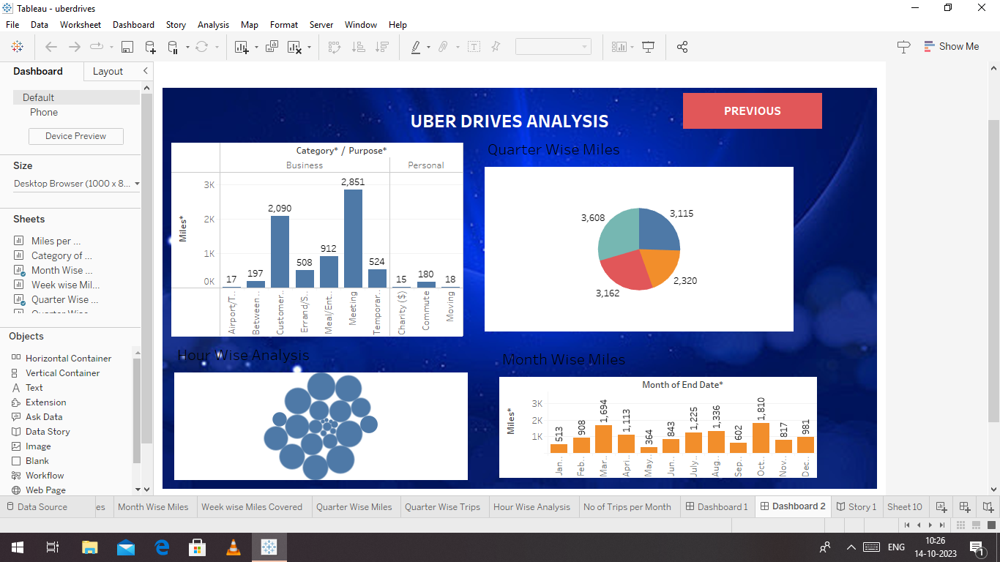 Tableau - uberdrives
File Data Worksheet Dashboard Story Analysis Map Format Server Window Help
Show Me
Dashboard Layout
Default
Phone
Device Preview
Size
Desktop Browser (1000 x 8...
Sheets
Miles per ...
Category of ...
Month Wise ...
Week wise Mil...
Quarter Wise ...
Objects
Horizontal Container
Vertical Container
Text
Extension
Ask Data
Data Story
Image
Blank
Workflow
Web Page
UBER DRIVES ANALYSIS
PREVIOUS
Category* / Purpose*
Business Personal
Miles*
3K
2K
1K
0K
17 197 2,090 508 912 2,851 524 15 180 18
Airport/T..
Between ..
Customer..
Errand/S..
Meal/Ent..
Meeting
Temporar..
Charity ($)
Commute
Moving
Quarter Wise Miles
3,608 3,115
2,320
3,162
Hour Wise Analysis
Month Wise Miles
Month of End Date*
Miles*
3K
2K
1K
513 908 1,694 1,113 364 843 1,225 1,336 602 1,810 817 981
Jan..
Feb..
Mar..
April..
May..
Jun..
July..
Aug..
Sep..
Oct..
Nov..
Dec..
Data Source es Month Wise Miles Week wise Miles Covered Quarter Wise Miles Quarter Wise Trips Hour Wise Analysis No of Trips per Month Dashboard 1 Dashboard 2 Story 1 Sheet 10
ENG
10:26
14-10-2023
1